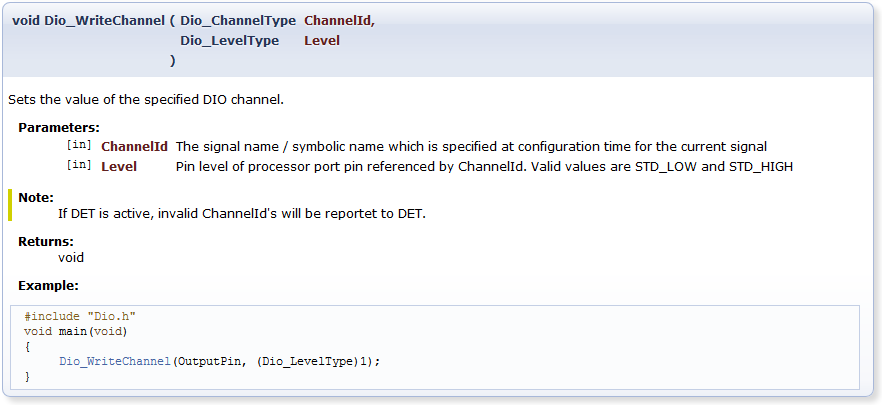 void Dio_WriteChannel ( Dio_ChannelType ChannelId,
Dio_LevelType Level
)
Sets the value of the specified DIO channel.
Parameters:
[in] ChannelId The signal name / symbolic name which is specified at configuration time for the current signal
[in] Level Pin level of processor port pin referenced by ChannelId. Valid values are STD_LOW and STD_HIGH
Note:
If DET is active, invalid ChannelId's will be reportet to DET.
Returns:
void
Example:
#include "Dio.h"
void main(void)
{
Dio_WriteChannel(OutputPin, (Dio_LevelType)1);
}